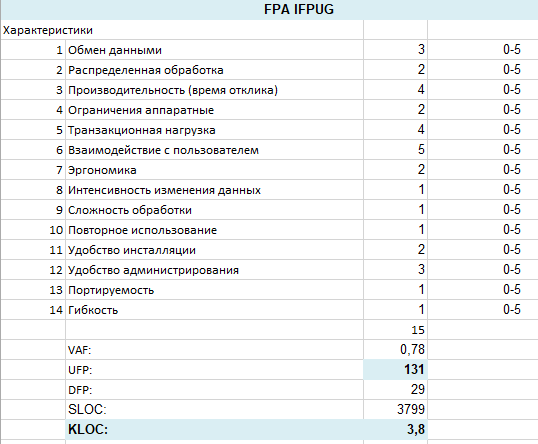 FPA IFPUG
Характеристики
1 Обмен данными 3 0-5
2 Распределенная обработка 2 0-5
3 Производительность (время отклика) 4 0-5
4 Ограничения аппаратные 2 0-5
5 Транзакционная нагрузка 4 0-5
6 Взаимодействие с пользователем 5 0-5
7 Эргономика 2 0-5
8 Интенсивность изменения данных 1 0-5
9 Сложность обработки 1 0-5
10 Повторное использование 1 0-5
11 Удобство инсталляции 2 0-5
12 Удобство администрирования 3 0-5
13 Портируемость 1 0-5
14 Гибкость 1 0-5
15
VAF: 0,78
UFP: 131
DFP: 29
SLOC: 3799
KLOC: 3,8